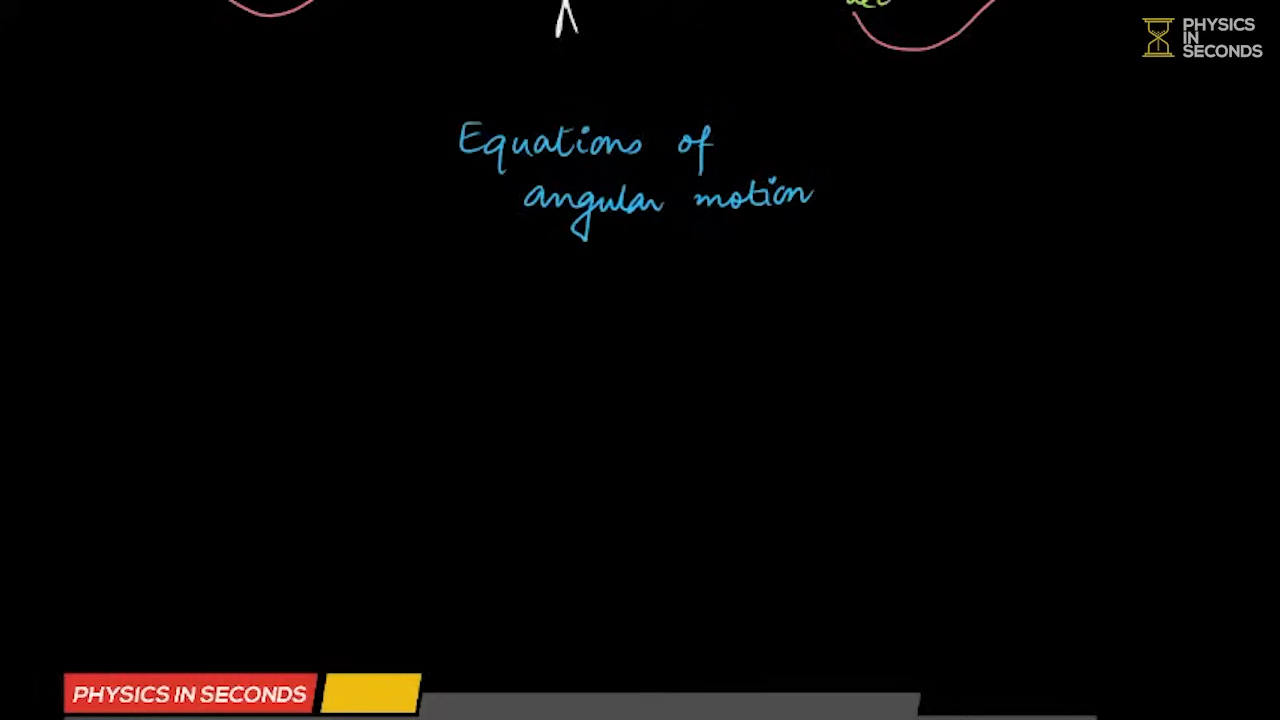 PHYSICS
IN
SECONDS
Equations of
angular motion
PHYSICS IN SECONDS